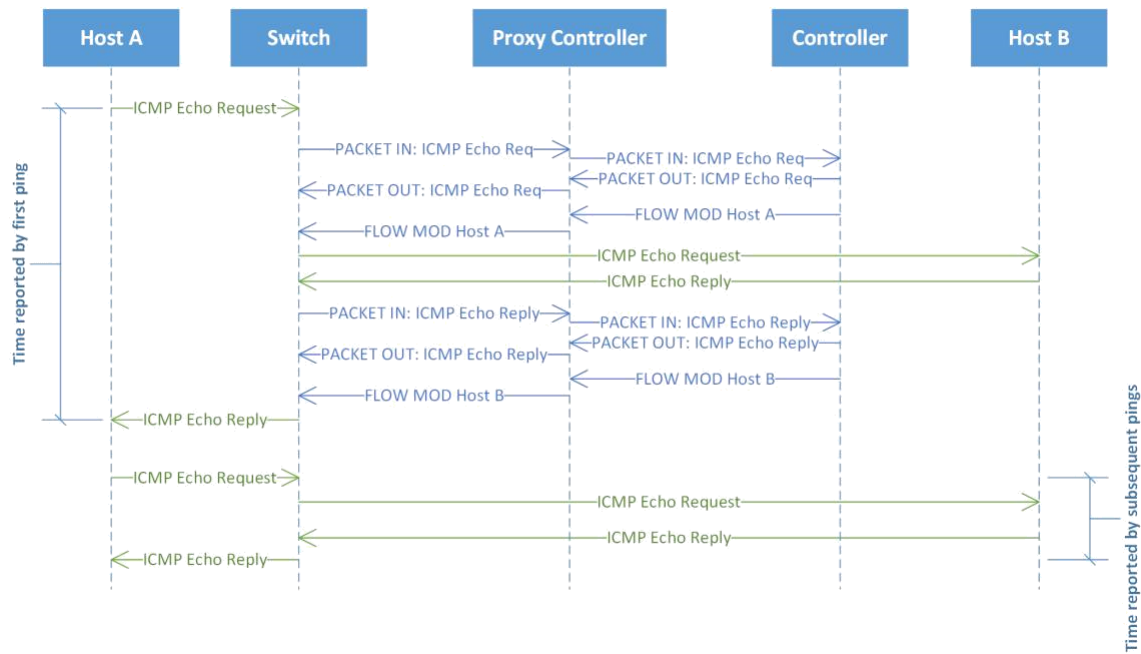 Host A
Switch
Proxy Controller
Controller
Host B
ICMP Echo Request
PACKET IN: ICMP Echo Req
PACKET IN: ICMP Echo Req
PACKET OUT: ICMP Echo Req
PACKET OUT: ICMP Echo Req
FLOW MOD Host A
FLOW MOD Host A
ICMP Echo Request
ICMP Echo Reply
PACKET IN: ICMP Echo Reply
PACKET IN: ICMP Echo Reply
PACKET OUT: ICMP Echo Reply
PACKET OUT: ICMP Echo Reply
FLOW MOD Host B
FLOW MOD Host B
ICMP Echo Reply
Time reported by first ping
ICMP Echo Request
ICMP Echo Request
ICMP Echo Reply
ICMP Echo Reply
Time reported by subsequent pings